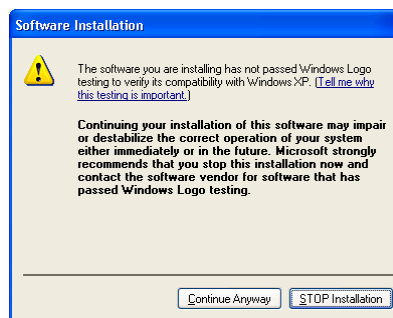 Software Installation
The software you are installing has not passed Windows Logo
testing to verify its compatibility with Windows XP. (Tell me why
this testing is important.)
Continuing your installation of this software may impair
or destabilize the correct operation of your system
either immediately or in the future. Microsoft strongly
recommends that you stop this installation now and
contact the software vendor for software that has
passed Windows Logo testing.
Continue Anyway STOP Installation